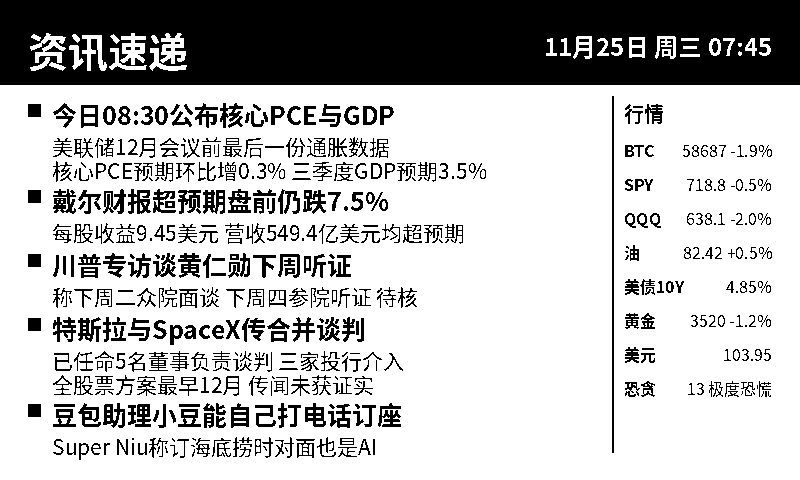 资讯速递
11月25日 周三 07:45
今日08:30公布核心PCE与GDP
美联储12月会议前最后一份通胀数据
核心PCE预期环比增0.3% 三季度GDP预期3.5%
戴尔财报超预期盘前仍跌7.5%
每股收益9.45美元 营收549.4亿美元均超预期
川普专访谈黄仁勋下周听证
称下周二众院面谈 下周四参院听证 待核
特斯拉与SpaceX传合并谈判
已任命5名董事负责谈判 三家投行介入
全股票方案最早12月 传闻未获证实
豆包助理小豆能自己打电话订座
Super Niu称订海底捞时对面也是AI
行情
BTC 58687 -1.9%
SPY 718.8 -0.5%
QQQ 638.1 -2.0%
油 82.42 +0.5%
美债10Y 4.85%
黄金 3520 -1.2%
美元 103.95
恐贪 13 极度恐慌